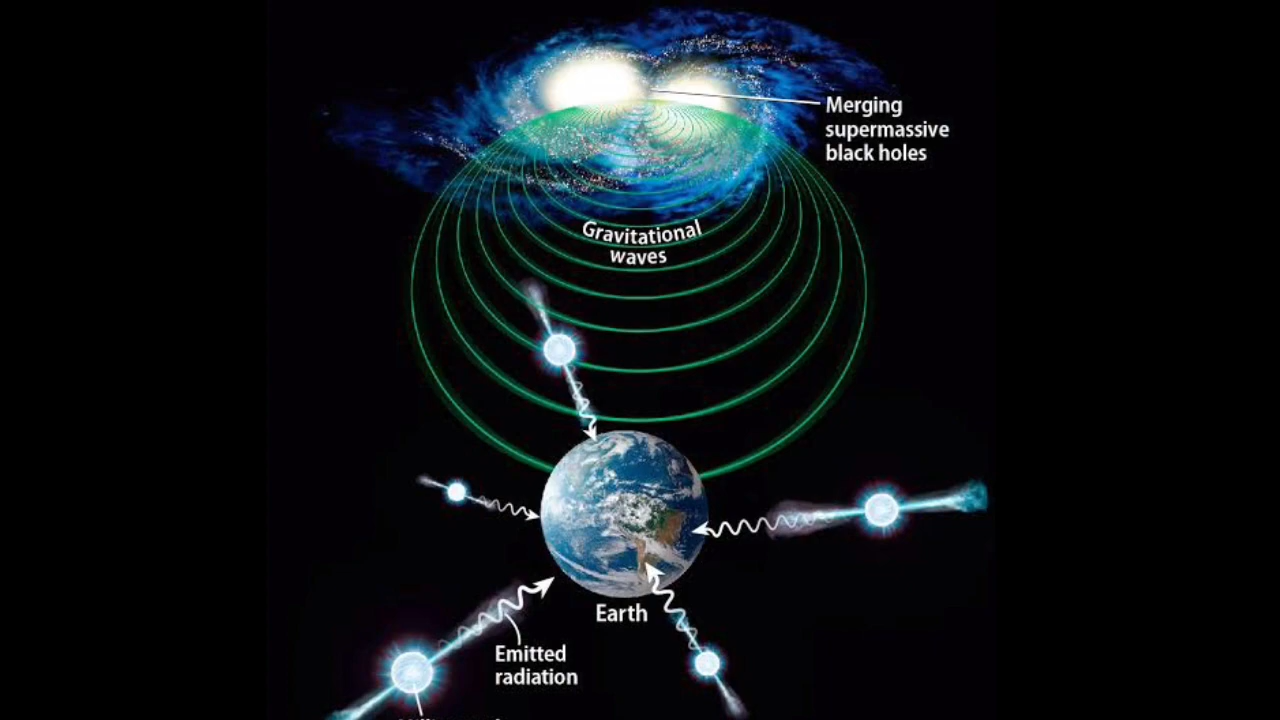 Merging
supermassive
black holes
Gravitational
waves
Earth
Emitted
radiation